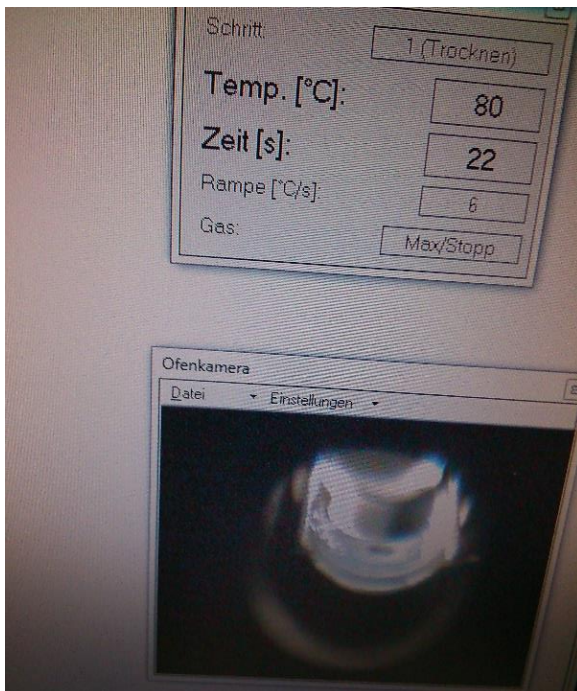 Schritt: 1 (Trocknen)
Temp. [°C]: 80
Zeit [s]: 22
Rampe [°C/s]: 6
Gas: Max/Stopp
Ofenkamera
Datei Einstellungen